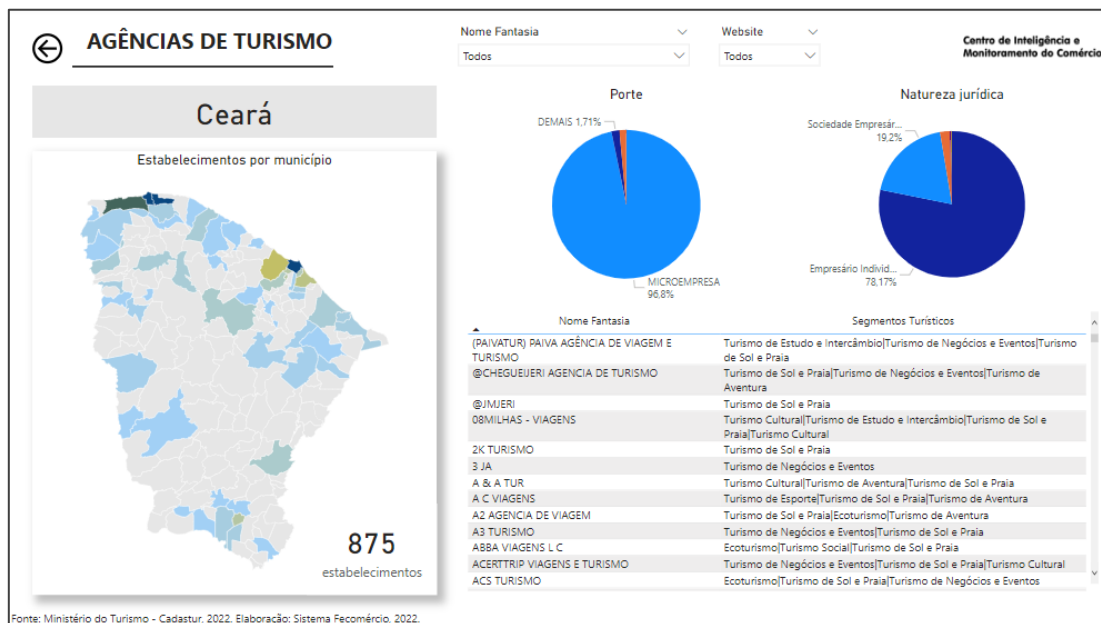 AGÊNCIAS DE TURISMO
Nome Fantasia
Todos
Website
Todos
Centro de Inteligência e
Monitoramento do Comércio
Ceará
Estabelecimentos por município
875
estabelecimentos
Porte
DEMAIS 1,71%
MICROEMPRESA
96,8%
Natureza jurídica
Sociedade Empresár...
19,2%
Empresário Individ...
78,17%
Nome Fantasia
Segmentos Turísticos
(PAIVATUR) PAIVA AGÊNCIA DE VIAGEM E
TURISMO
Turismo de Estudo e Intercâmbio|Turismo de Negócios e Eventos|Turismo
de Sol e Praia
@CHEGUEIJERI AGENCIA DE TURISMO
Turismo de Sol e Praia|Turismo de Negócios e Eventos|Turismo de
Aventura
@JMJERI
Turismo de Sol e Praia
08MILHAS - VIAGENS
Turismo Cultural|Turismo de Estudo e Intercâmbio|Turismo de Sol e
Praia|Turismo Cultural
2K TURISMO
Turismo de Sol e Praia
3 JA
Turismo de Negócios e Eventos
A & A TUR
Turismo Cultural|Turismo de Aventura|Turismo de Sol e Praia
A C VIAGENS
Turismo de Esporte|Turismo de Sol e Praia|Turismo de Aventura
A2 AGENCIA DE VIAGEM
Turismo de Sol e Praia|Ecoturismo|Turismo de Aventura
A3 TURISMO
Turismo de Negócios e Eventos|Turismo de Sol e Praia
ABBA VIAGENS L C
Ecoturismo|Turismo Social|Turismo de Sol e Praia
ACERTTRIP VIAGENS E TURISMO
Turismo de Negócios e Eventos|Turismo de Sol e Praia|Turismo Cultural
ACS TURISMO
Ecoturismo|Turismo de Sol e Praia|Turismo de Negócios e Eventos
Fonte: Ministério do Turismo - Cadastur. 2022. Elaboração: Sistema Fecomércio. 2022.